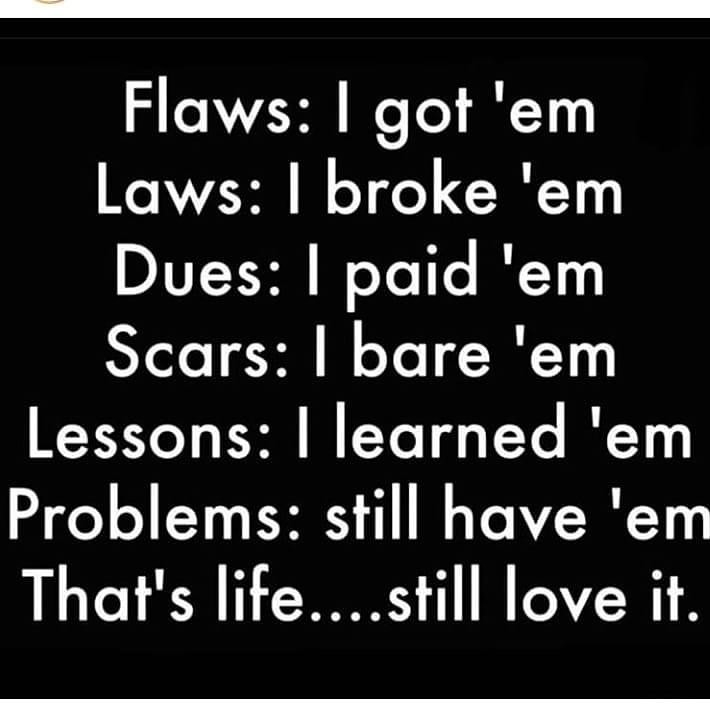 Flaws: I got 'em
Laws: I broke 'em
Dues: I paid 'em
Scars: I bare 'em
Lessons: I learned 'em
Problems: still have 'em
That's life....still love it.